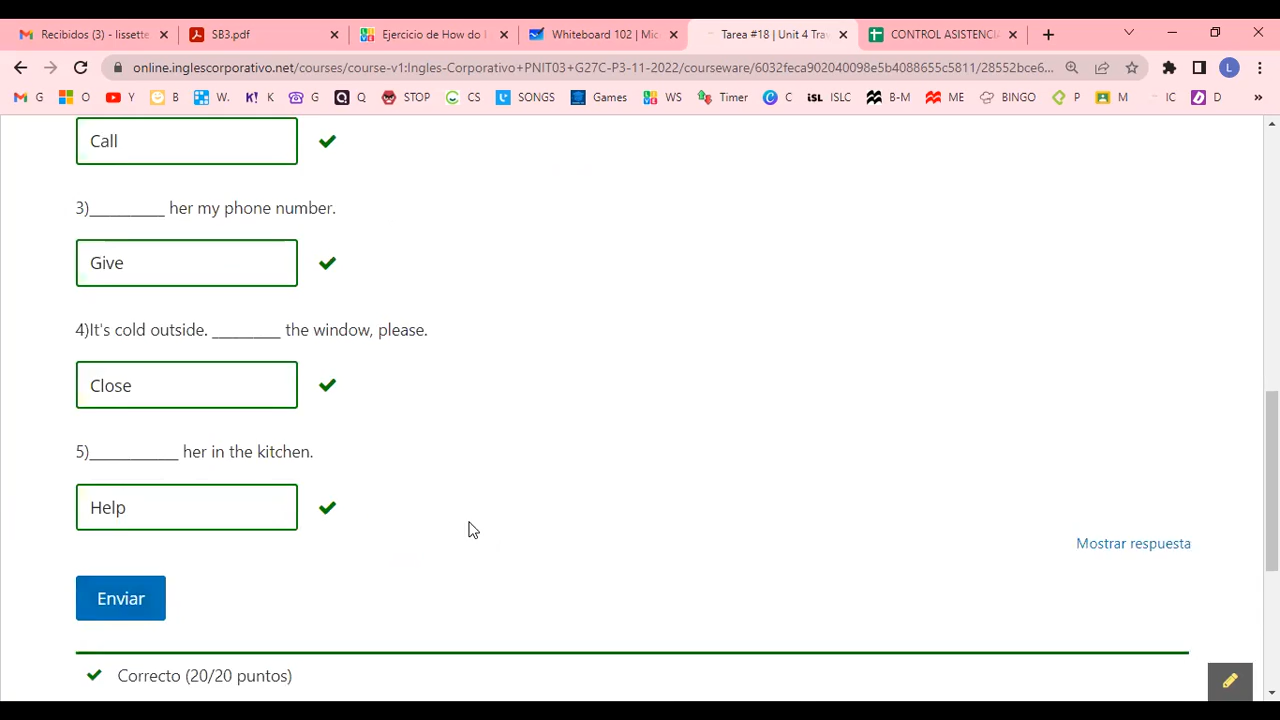 Recibidos (3) - lissette
SB3.pdf
Ejercicio de How do I
Whiteboard 102 | Mic
Tarea #18 | Unit 4 Trav
CONTROL ASISTENCIA
online.inglescorporativo.net/courses/course-v1:Ingles-Corporativo+PNIT03+G27C-P3-11-2022/courseware/6032feca902040098e5b4088655c5811/28552bce6...
L
G
O
Y
B
W.
K!
G
Q
STOP
CS
SONGS
Games
WS
Timer
C
ISLC
B-M
ME
BINGO
P
M
IC
D
»
Call
3)_________ her my phone number.
Give
4)It's cold outside. ________ the window, please.
Close
5)___________ her in the kitchen.
Help
Mostrar respuesta
Enviar
Correcto (20/20 puntos)